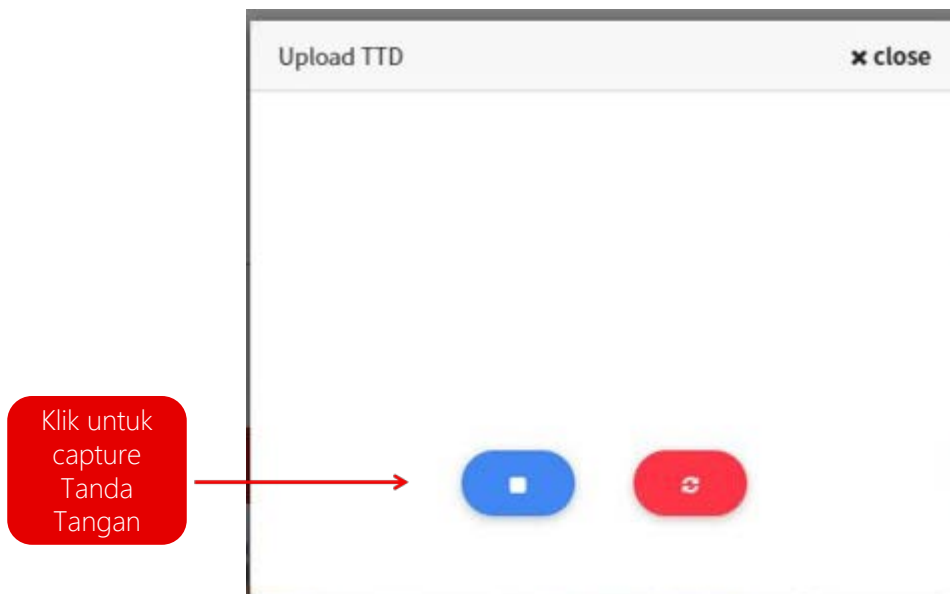 Upload TTD
× close
Klik untuk
capture
Tanda
Tangan